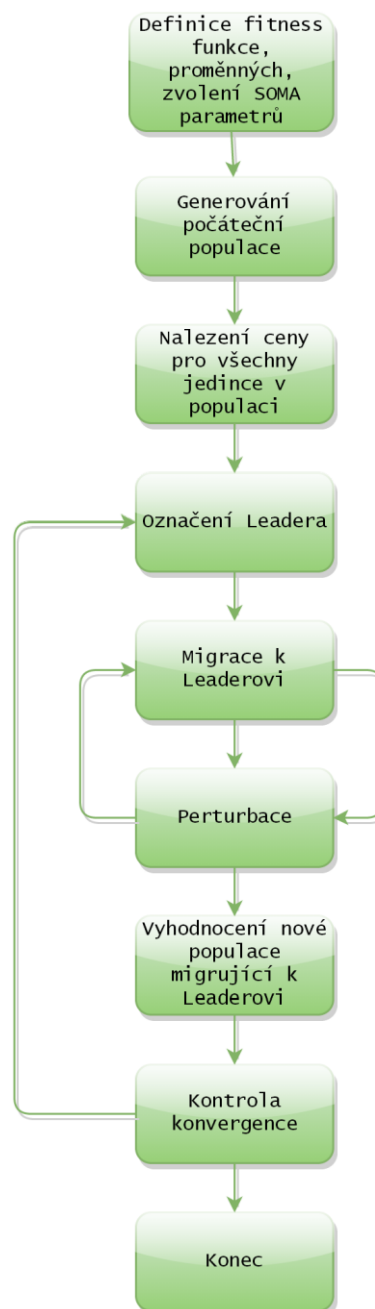 Definice fitness
funkce,
proměnných,
zvolení SOMA
parametrů
Generování
počáteční
populace
Nalezení ceny
pro všechny
jedince v
populaci
Označení Leadera
Migrace k
Leaderovi
Perturbace
Vyhodnocení nové
populace
migrující k
Leaderovi
Kontrola
konvergence
Konec